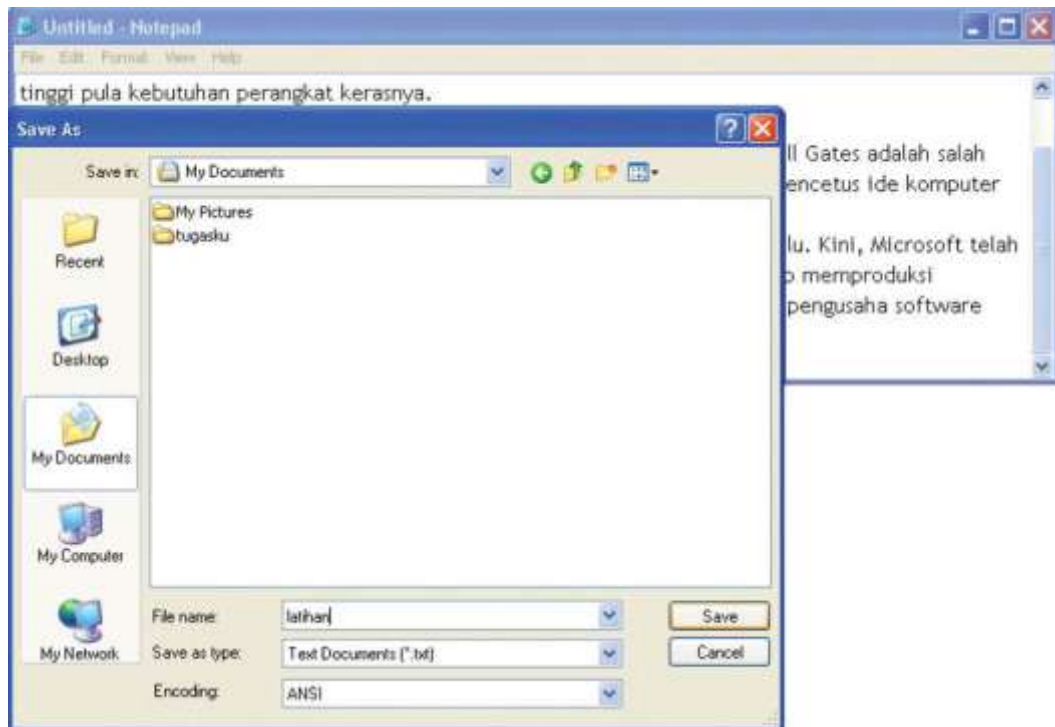 Untitled - Notepad
File Edit Format View Help
tinggi pula kebutuhan perangkat kerasnya.
Save As
ll Gates adalah salah
encetus ide komputer
lu. Kini, Microsoft telah
memproduksi
pengusaha software
Save in: My Documents
My Pictures
tugasku
Recent
Desktop
My Documents
My Computer
My Network
File name: latihan
Save
Save as type: Text Documents (*.txt)
Cancel
Encoding: ANSI